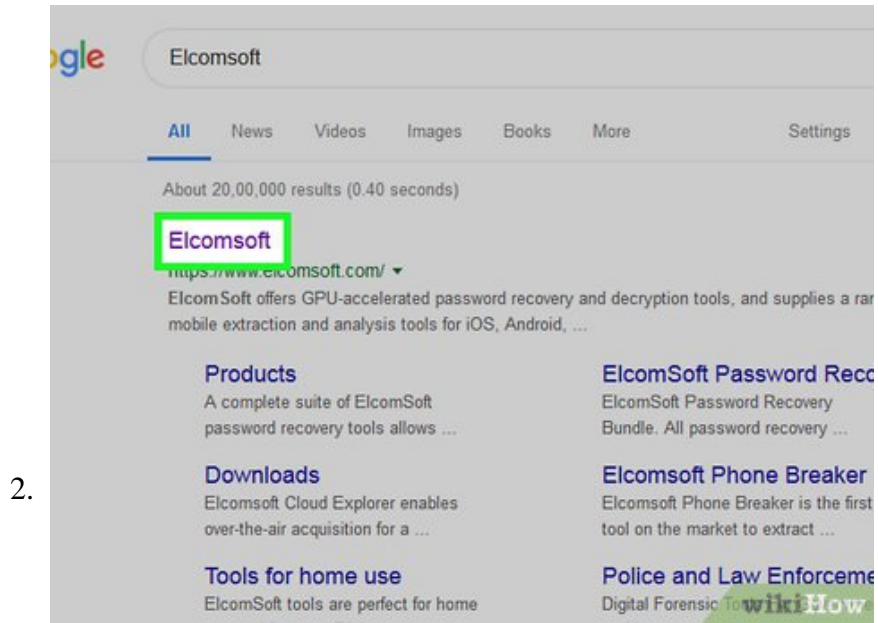 ogle Elcomsoft
All News Videos Images Books More Settings
About 20,00,000 results (0.40 seconds)
Elcomsoft
https://www.elcomsoft.com/
ElcomSoft offers GPU-accelerated password recovery and decryption tools, and supplies a ran
mobile extraction and analysis tools for iOS, Android, ...
Products
A complete suite of ElcomSoft
password recovery tools allows ...
ElcomSoft Password Reco
ElcomSoft Password Recovery
Bundle. All password recovery ...
2.
Downloads
Elcomsoft Cloud Explorer enables
over-the-air acquisition for a ...
Elcomsoft Phone Breaker
Elcomsoft Phone Breaker is the first
tool on the market to extract ...
Tools for home use
ElcomSoft tools are perfect for home
Police and Law Enforceme
Digital Forensic
wikiHow